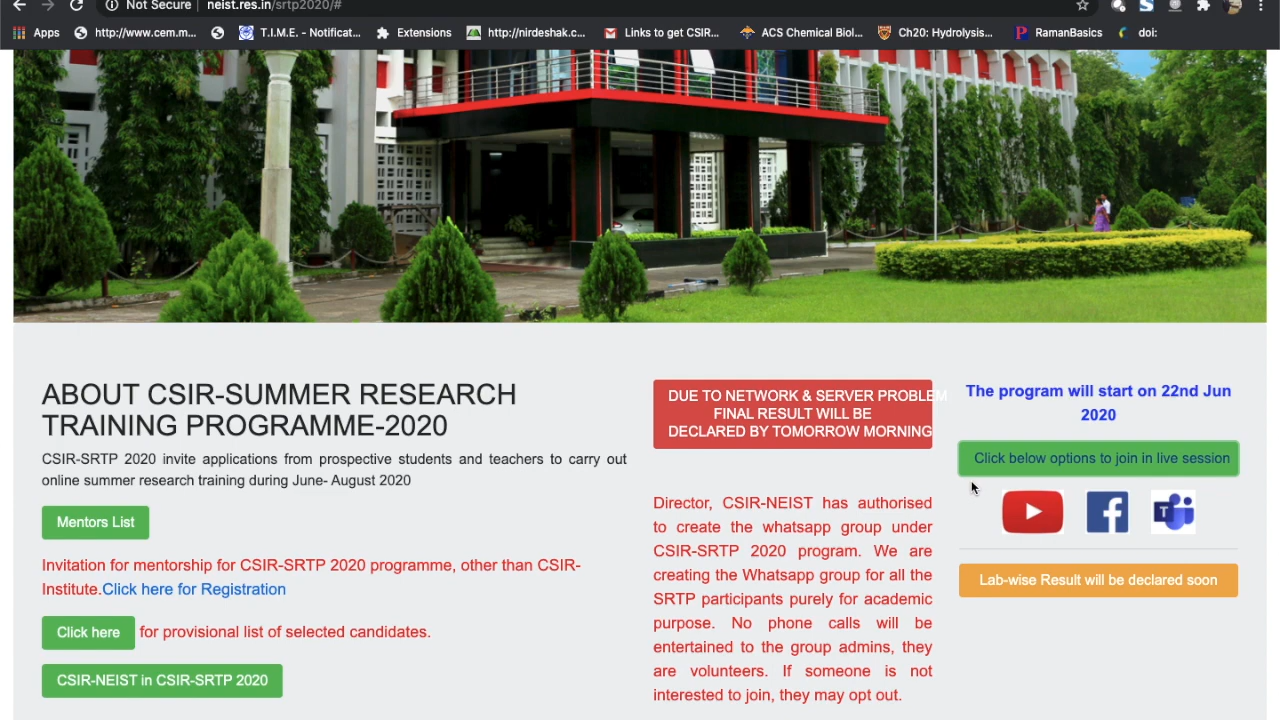 Not Secure | neist.res.in/srtp2020/#
Apps http://www.cem.m... T.I.M.E. - Notificat... Extensions http://nirdeshak.c... Links to get CSIR... ACS Chemical Biol... Ch20: Hydrolysis... RamanBasics doi:
ABOUT CSIR-SUMMER RESEARCH
TRAINING PROGRAMME-2020
CSIR-SRTP 2020 invite applications from prospective students and teachers to carry out
online summer research training during June- August 2020
Mentors List
Invitation for mentorship for CSIR-SRTP 2020 programme, other than CSIR-
Institute.Click here for Registration
Click here for provisional list of selected candidates.
CSIR-NEIST in CSIR-SRTP 2020
DUE TO NETWORK & SERVER PROBLEM
FINAL RESULT WILL BE
DECLARED BY TOMORROW MORNING
Director, CSIR-NEIST has authorised
to create the whatsapp group under
CSIR-SRTP 2020 program. We are
creating the Whatsapp group for all the
SRTP participants purely for academic
purpose. No phone calls will be
entertained to the group admins, they
are volunteers. If someone is not
interested to join, they may opt out.
The program will start on 22nd Jun
2020
Click below options to join in live session
Lab-wise Result will be declared soon